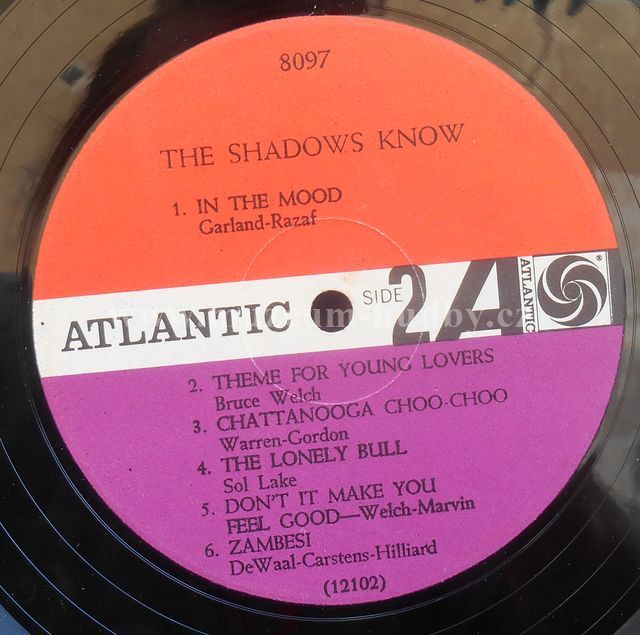 8097
THE SHADOWS KNOW
1. IN THE MOOD
Garland-Razaf
ATLANTIC
SIDE 2
ATLANTIC
®
2. THEME FOR YOUNG LOVERS
Bruce Welch
3. CHATTANOOGA CHOO-CHOO
Warren-Gordon
4. THE LONELY BULL
Sol Lake
5. DON'T IT MAKE YOU
FEEL GOOD—Welch-Marvin
6. ZAMBESI
DeWaal-Carstens-Hilliard
(12102)